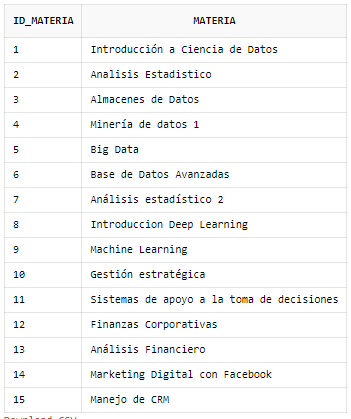 ID_MATERIA MATERIA
1 Introducción a Ciencia de Datos
2 Analisis Estadistico
3 Almacenes de Datos
4 Minería de datos 1
5 Big Data
6 Base de Datos Avanzadas
7 Análisis estadístico 2
8 Introduccion Deep Learning
9 Machine Learning
10 Gestión estratégica
11 Sistemas de apoyo a la toma de decisiones
12 Finanzas Corporativas
13 Análisis Financiero
14 Marketing Digital con Facebook
15 Manejo de CRM
Download CSV